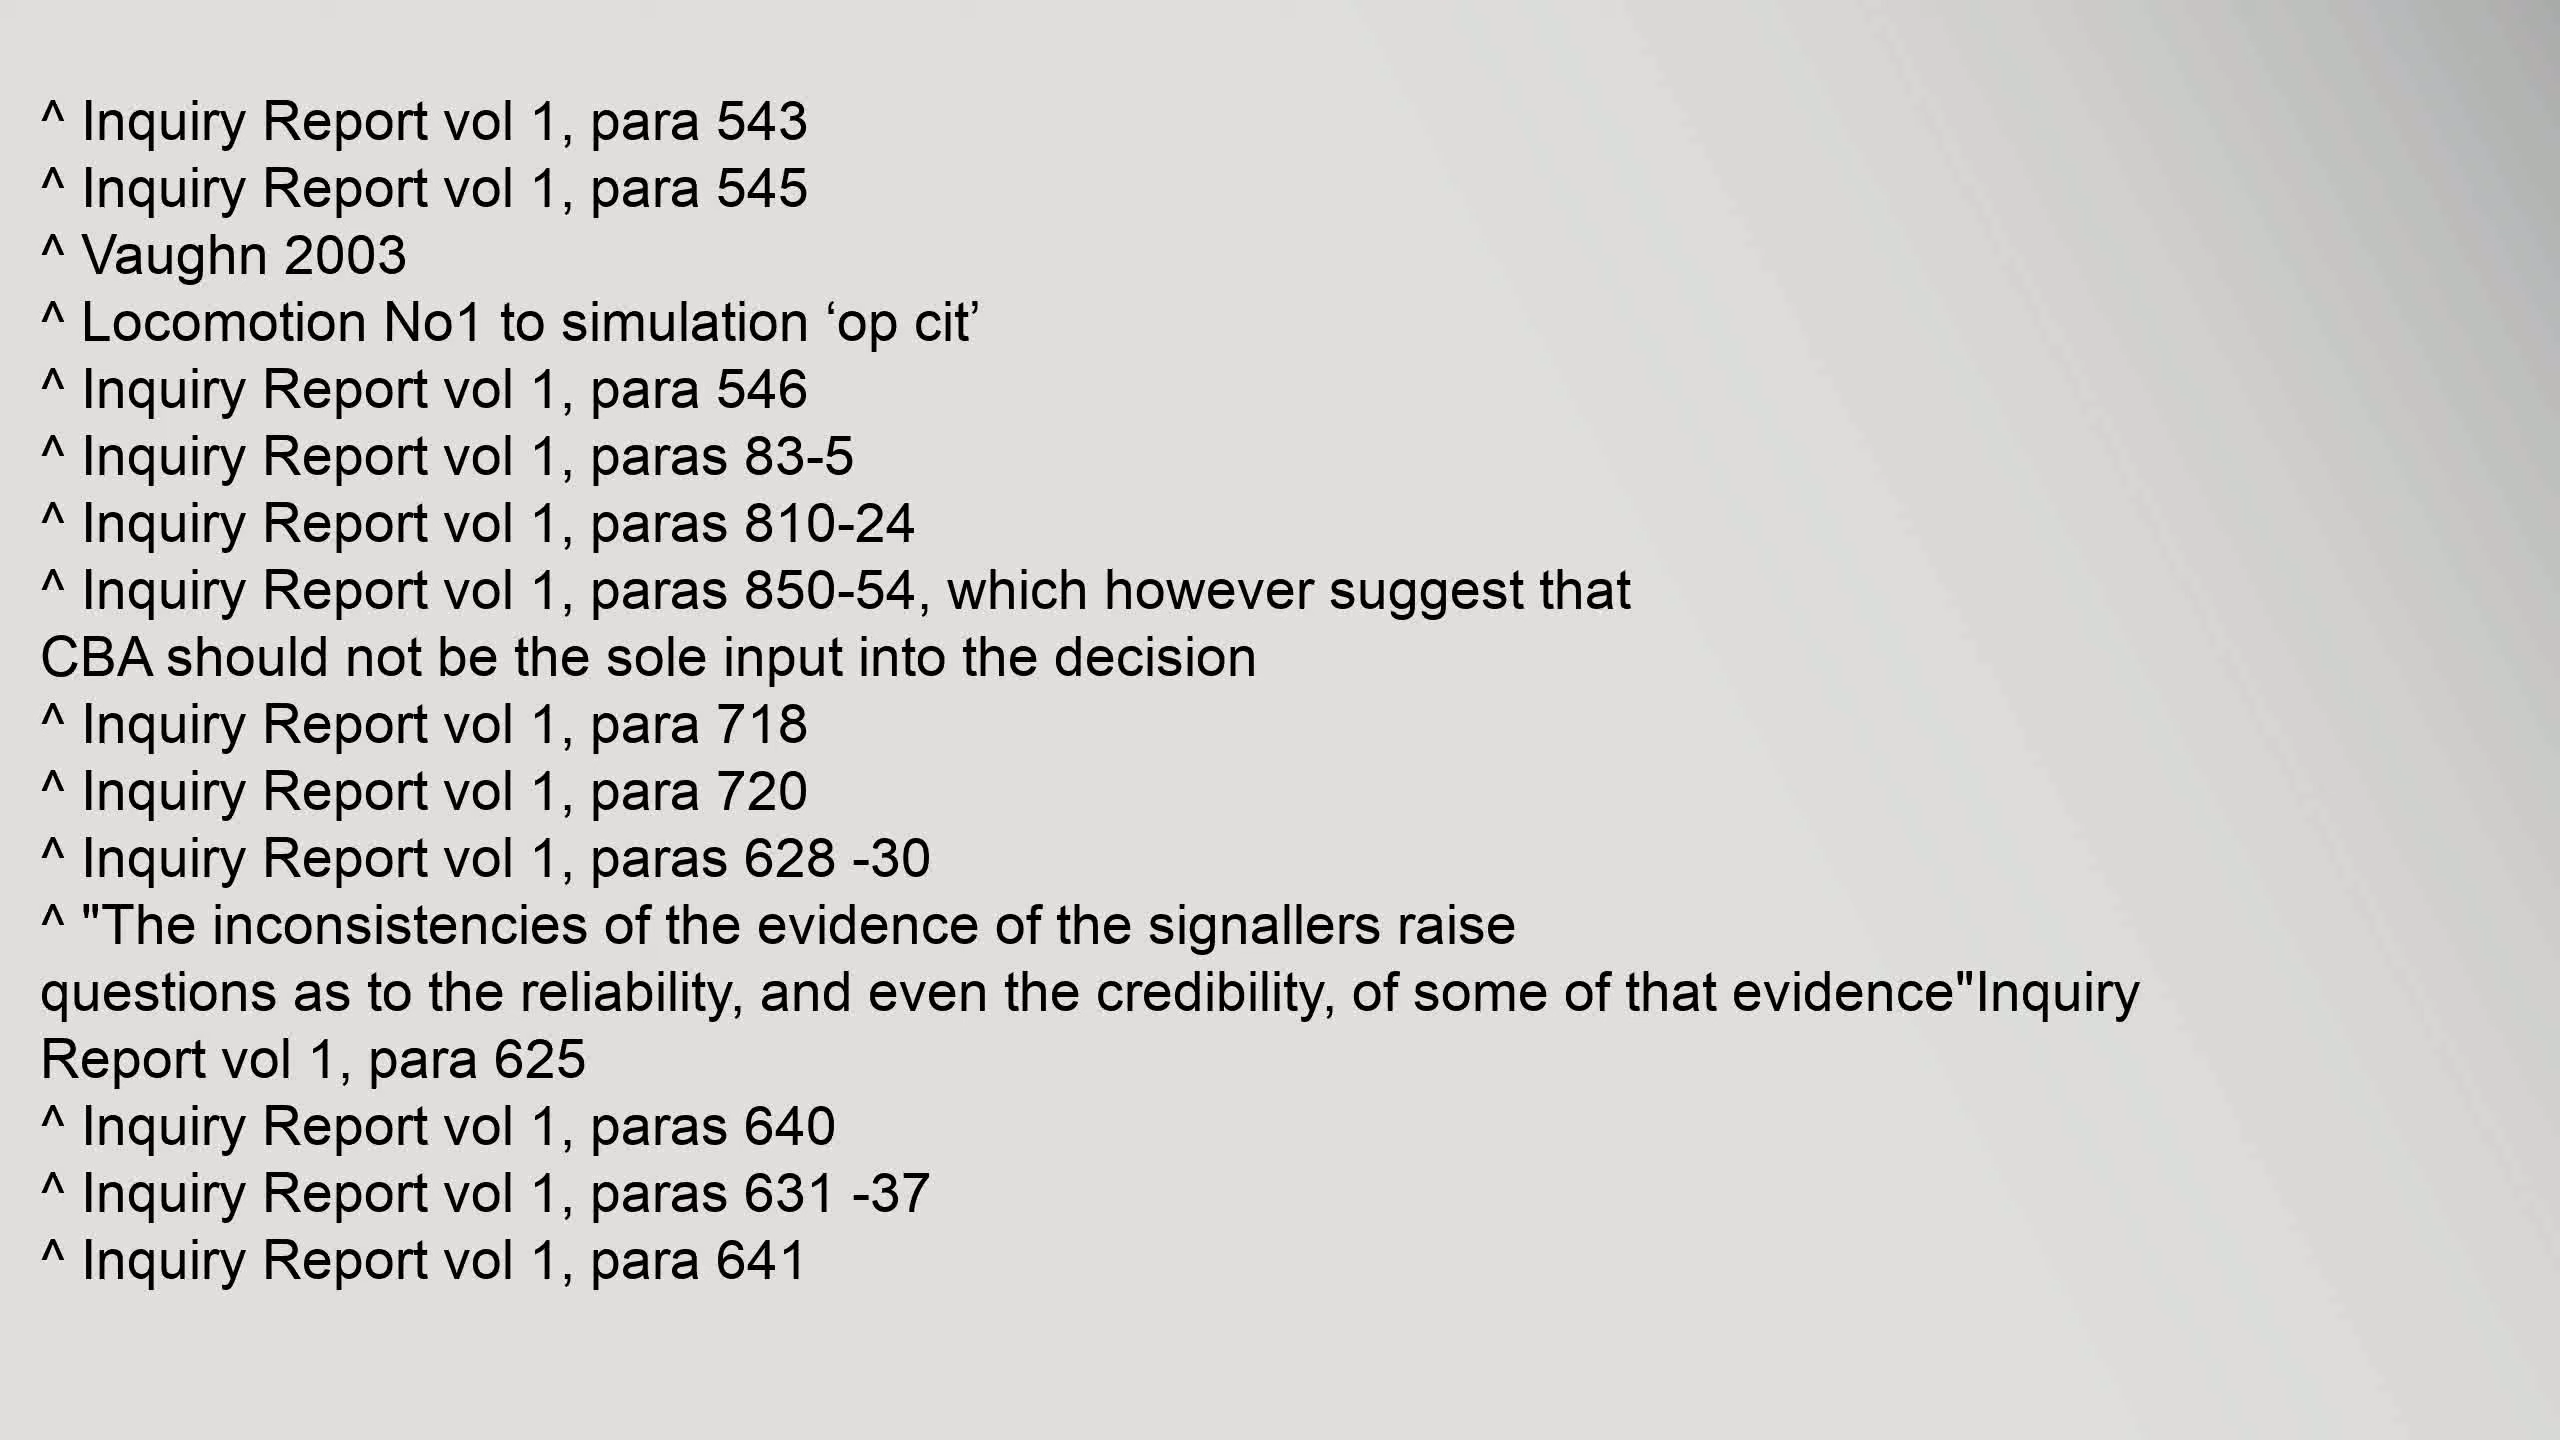 ^ Inquiry Report vol 1, para 543
^ Inquiry Report vol 1, para 545
^ Vaughn 2003
^ Locomotion No1 to simulation ‘op cit’
^ Inquiry Report vol 1, para 546
^ Inquiry Report vol 1, paras 83-5
^ Inquiry Report vol 1, paras 810-24
^ Inquiry Report vol 1, paras 850-54, which however suggest that
CBA should not be the sole input into the decision
^ Inquiry Report vol 1, para 718
^ Inquiry Report vol 1, para 720
^ Inquiry Report vol 1, paras 628 -30
^ "The inconsistencies of the evidence of the signallers raise
questions as to the reliability, and even the credibility, of some of that evidence"Inquiry
Report vol 1, para 625
^ Inquiry Report vol 1, paras 640
^ Inquiry Report vol 1, paras 631 -37
^ Inquiry Report vol 1, para 641